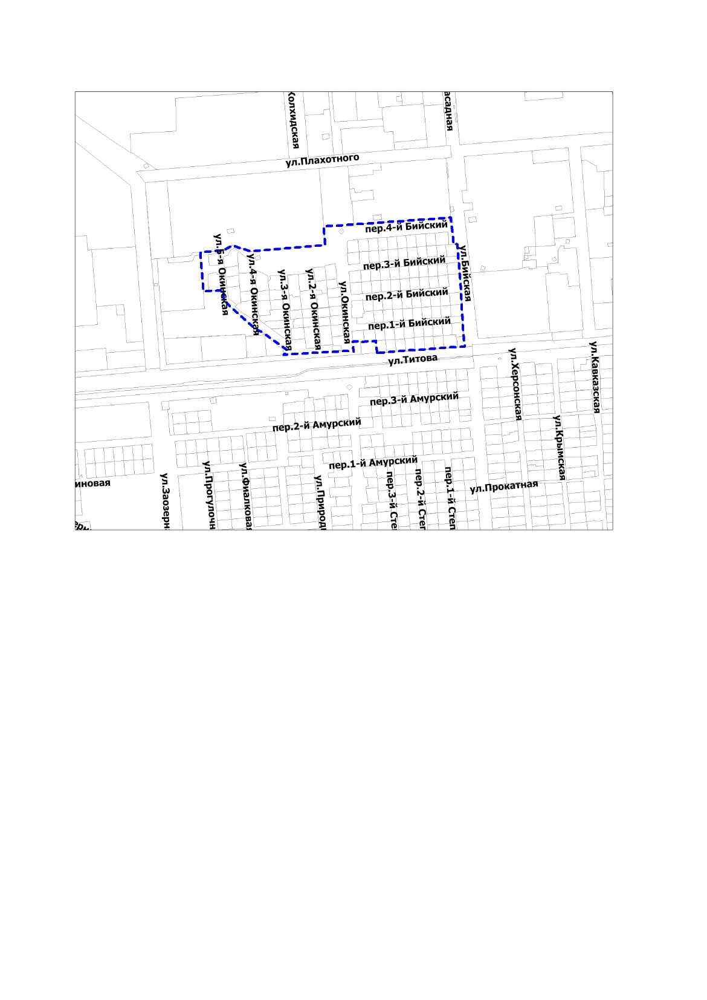 Колхидская
асадная
ул.Плахотного
пер.4-й Бийский
ул.5-я Окинская
ул.4-я Окинская
ул.3-я Окинская
ул.2-я Окинская
ул.Окинская
пер.3-й Бийский
ул.Бийская
пер.2-й Бийский
пер.1-й Бийский
ул.Титова
ул.Херсонская
ул.Кавказская
пер.3-й Амурский
пер.2-й Амурский
ул.Крымская
пер.1-й Амурский
иновая
ул.Заозерн
ул.Прогулочн
ул.Фиалковая
ул.Природ
пер.3-й Степ
пер.2-й Степ
пер.1-й Степ
ул.Прокатная